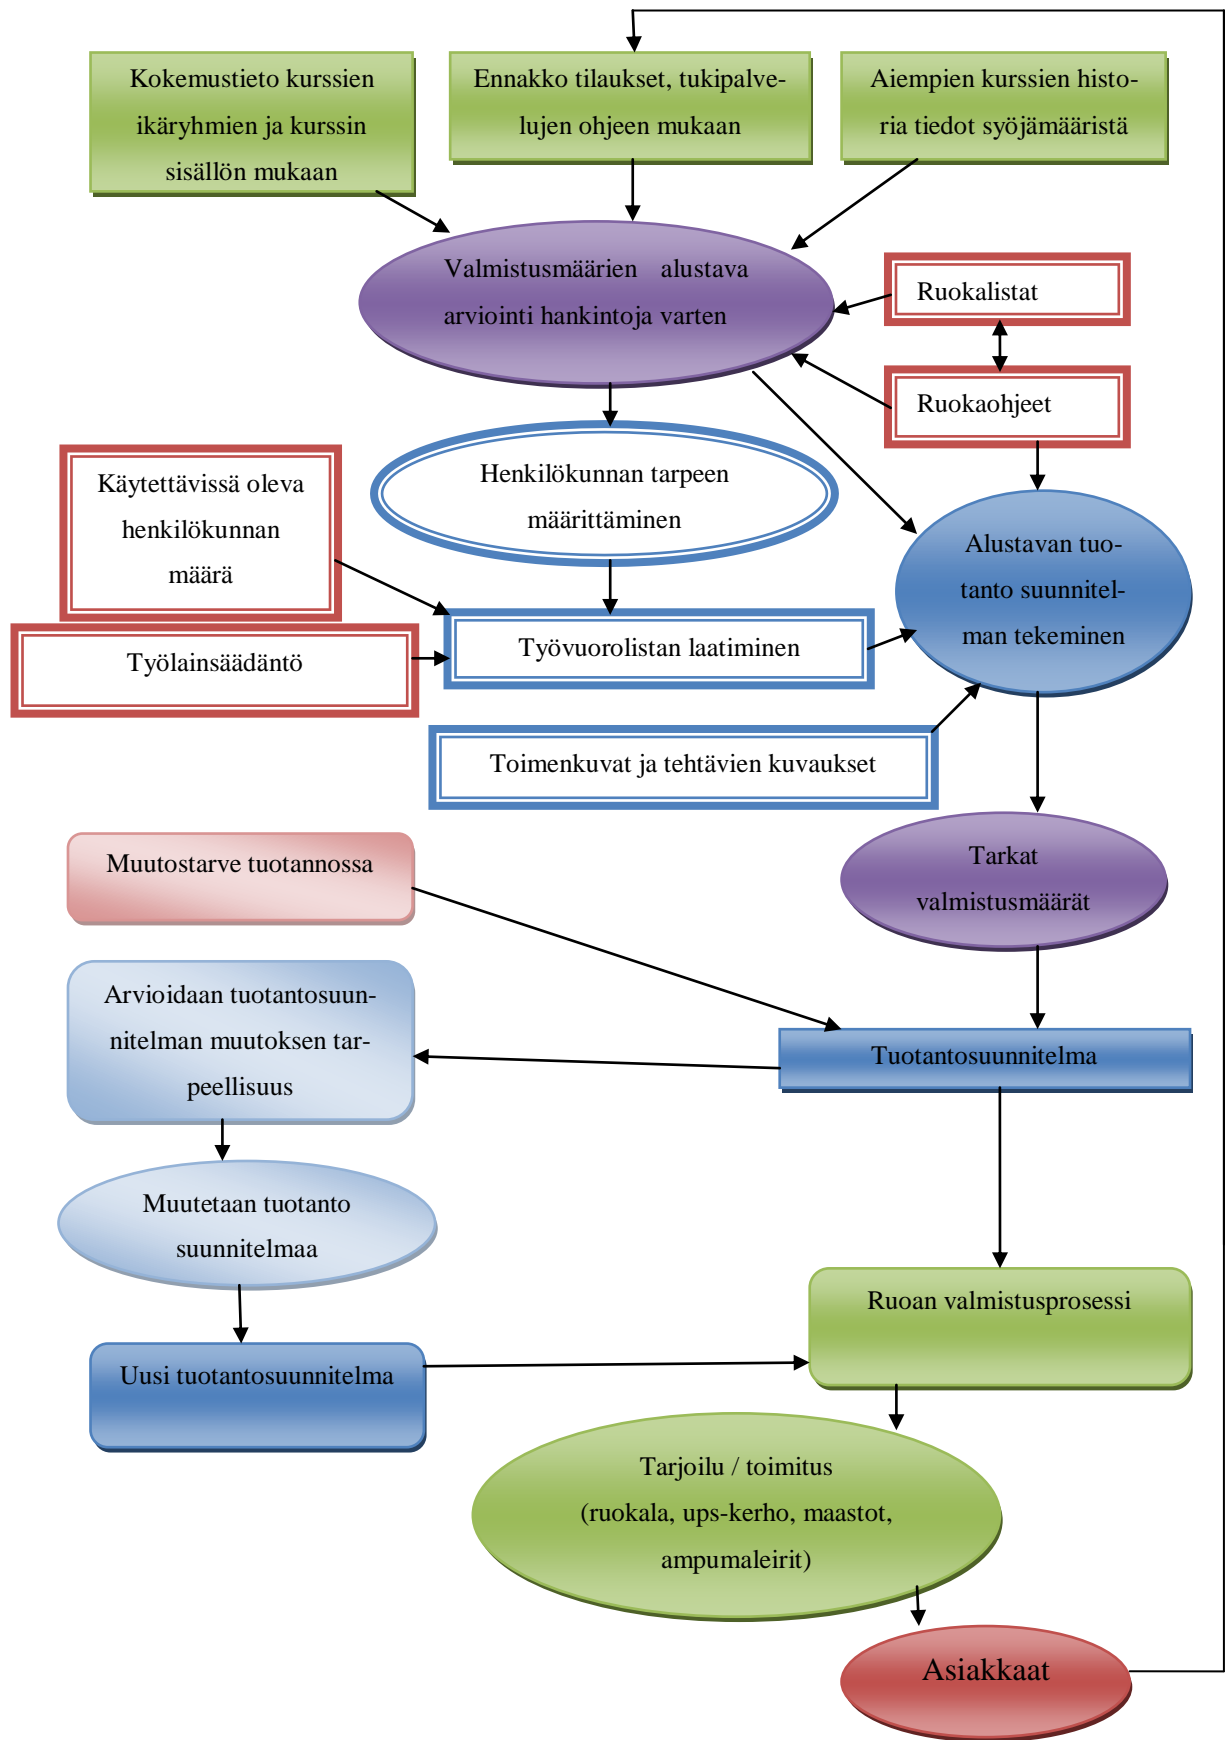 Kokemustieto kurssien
ikäryhmien ja kurssin
sisällön mukaan
Ennakko tilaukset, tukipalve-
lujen ohjeen mukaan
Aiempien kurssien histo-
ria tiedot syöjämääristä
Valmistusmäärien alustava
arviointi hankintoja varten
Ruokalistat
Ruokaohjeet
Käytettävissä oleva
henkilökunnan
määrä
Henkilökunnan tarpeen
määrittäminen
Alustavan tuo-
tanto suunnitel-
man tekeminen
Työlainsäädäntö
Työvuorolistan laatiminen
Toimenkuvat ja tehtävien kuvaukset
Muutostarve tuotannossa
Tarkat
valmistusmäärät
Arvioidaan tuotantosuun-
nitelman muutoksen tar-
peellisuus
Tuotantosuunnitelma
Muutetaan tuotanto
suunnitelmaa
Ruoan valmistusprosessi
Uusi tuotantosuunnitelma
Tarjoilu / toimitus
(ruokala, ups-kerho, maastot,
ampumaleirit)
Asiakkaat